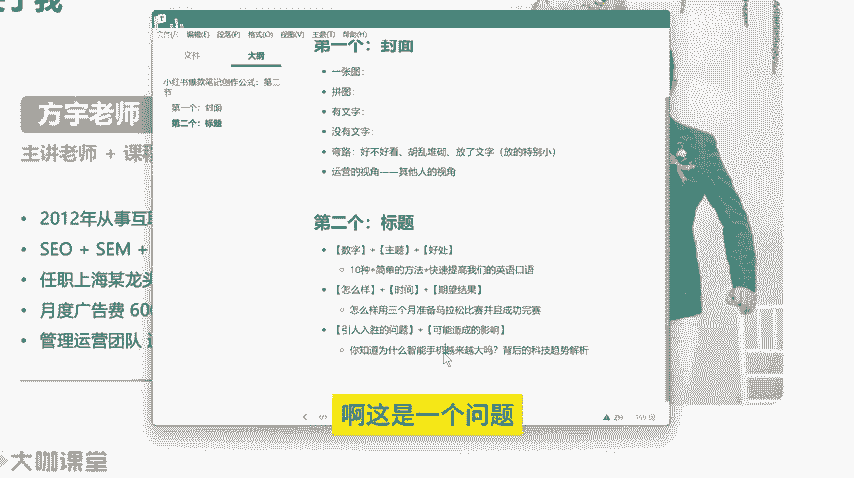 方宇老师
主讲老师 + 课程
• 2012年从事互联
• SEO + SEM +
• 任职上海某龙头
• 月度广告费 600
• 管理运营团队
大咖课堂
文件(F) 编辑(E) 段落(P) 格式(O) 视图(V) 主题(T) 帮助(H)
文件 大纲
小红书爆款笔记创作公式：第二节
第一个：封面
第二个：标题
第一个：封面
• 一张图：
• 拼图：
• 有文字：
• 没有文字：
• 弯路：好不好看、胡乱堆砌、放了文字（放的特别小）
• 运营的视角——舞他人的视角
第二个：标题
• 【数字】+【主题】+【好处】
◦ 10种+简单的方法+快速提高我们的英语口语
• 【怎么样】+【时间】+【期望结果】
◦ 怎么样用三个月准备马拉松比赛并且成功完赛
• 【引人入胜的问题】+【可能造成的影响】
◦ 你知道为什么智能手机越来越大吗？背后的科技趋势解析
啊这是一个问题